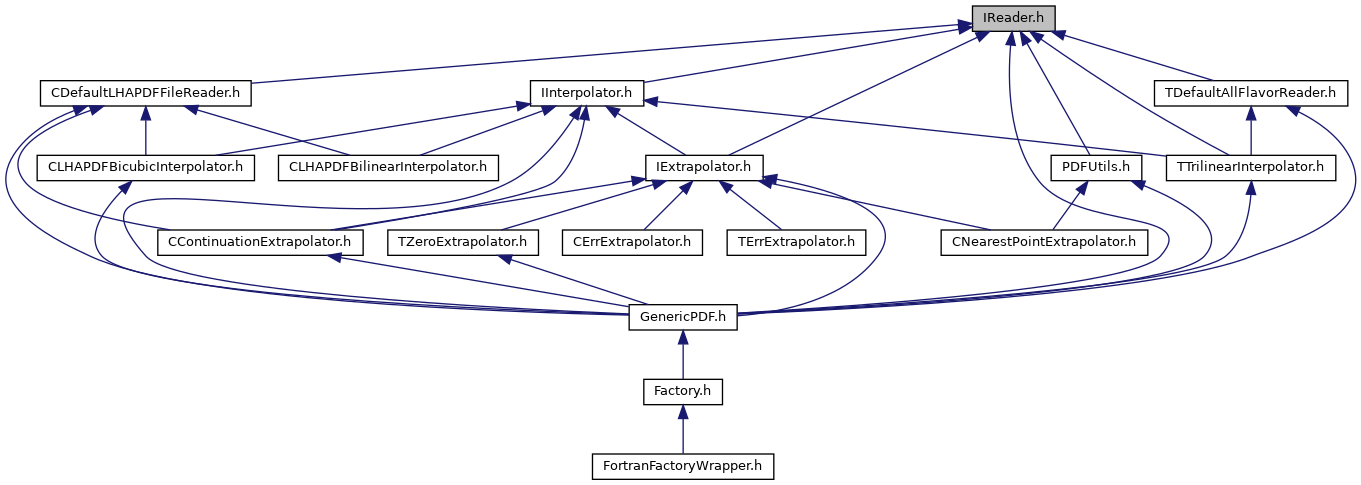 IReader.h
CDefaultLHAPDFFileReader.h
IInterpolator.h
TDefaultAllFlavorReader.h
CLHAPDFBicubicInterpolator.h
CLHAPDFBilinearInterpolator.h
IExtrapolator.h
PDFUtils.h
TTrilinearInterpolator.h
CContinuationExtrapolator.h
TZeroExtrapolator.h
CErrExtrapolator.h
TErrExtrapolator.h
CNearestPointExtrapolator.h
GenericPDF.h
Factory.h
FortranFactoryWrapper.h